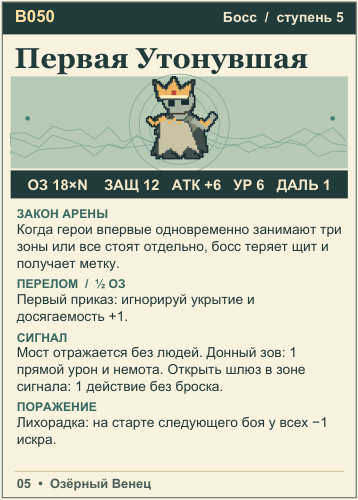 B050
Босс / ступень 5
Первая Утонувшая
ОЗ 18×N ЗАЩ 12 АТК +6 УР 6 ДАЛЬ 1
ЗАКОН АРЕНЫ
Когда герои впервые одновременно занимают три
зоны или все стоят отдельно, босс теряет щит и
получает метку.
ПЕРЕЛОМ / ½ ОЗ
Первый приказ: игнорируй укрытие и
досягаемость +1.
СИГНАЛ
Мост отражается без людей. Донный зов: 1
прямой урон и немота. Открыть шлюз в зоне
сигнала: 1 действие без броска.
ПОРАЖЕНИЕ
Лихорадка: на старте следующего боя у всех −1
искра.
05 • Озёрный Венец